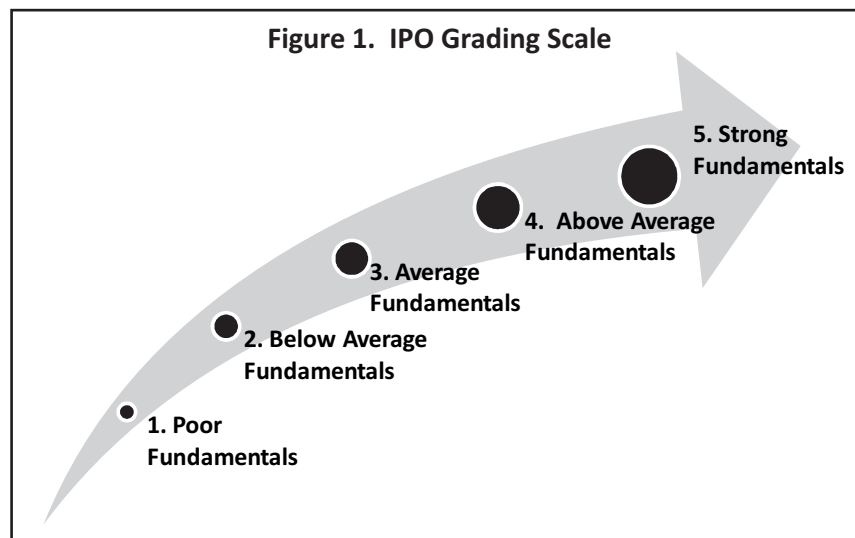 Figure 1. IPO Grading Scale
5. Strong
Fundamentals
4. Above Average
Fundamentals
3. Average
Fundamentals
2. Below Average
Fundamentals
1. Poor
Fundamentals